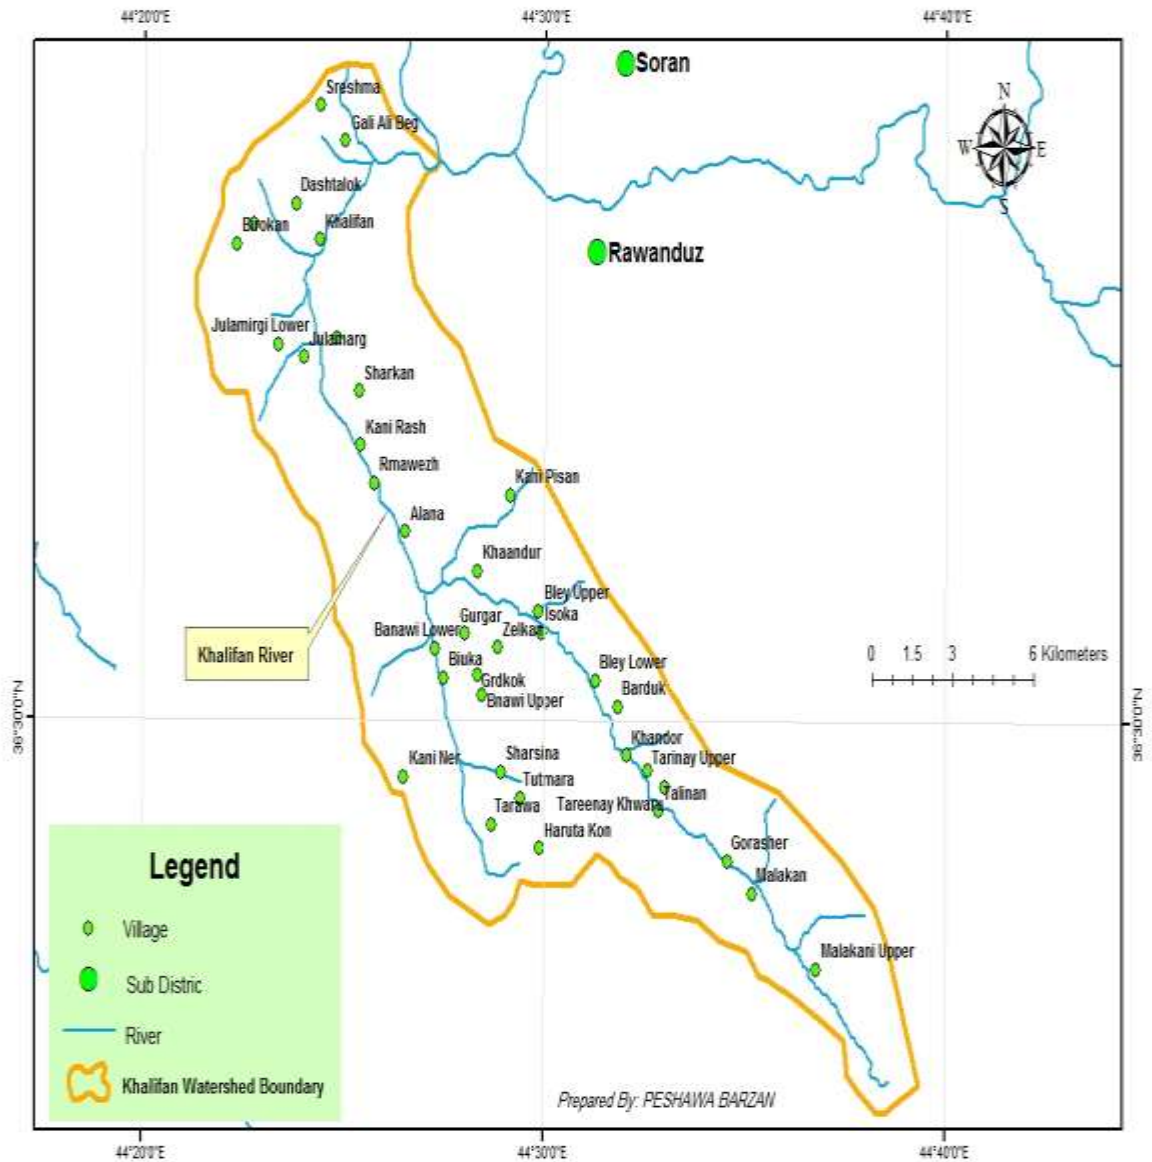 44°20'0"E
44°30'0"E
44°40'0"E
Soran
N
W
E
S
Sreshma
Gali Ali Beg
Dashtalok
Birokan
Khalifan
Rawanduz
Julamirgi Lower
Julamarg
Sharkan
Kani Rash
Rmawezh
Kani Pisan
Alana
Khaandur
Bley Upper
Isoka
Gurgar
Zelkan
Banawi Lower
Biuka
Grdkok
Bnawi Upper
Khalifan River
Bley Lower
Barduk
0 1.5 3 6 Kilometers
36°30'0"N
36°30'0"N
Khandor
Tarinay Upper
Talinan
Tareenay Khwaru
Kani Ner
Sharsina
Tutmara
Tarawa
Haruta Kon
Gorasher
Malakan
Malakani Upper
Legend
Village
Sub Distric
River
Khalifan Watershed Boundary
Prepared By: PESHAWA BARZAN
44°20'0"E
44°30'0"E
44°40'0"E